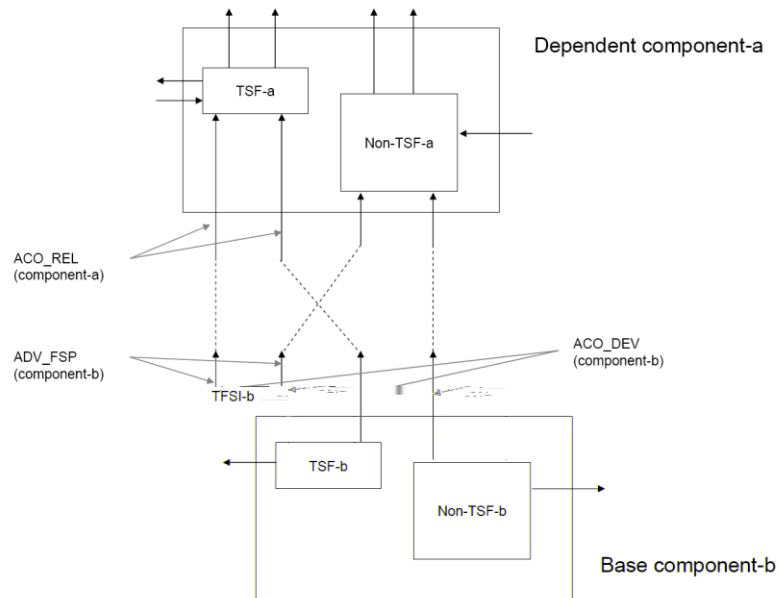 Dependent component-a
TSF-a
Non-TSF-a
ACO_REL
(component-a)
ADV_FSP
(component-b)
ACO_DEV
(component-b)
TFSI-b
TSF-b
Non-TSF-b
Base component-b